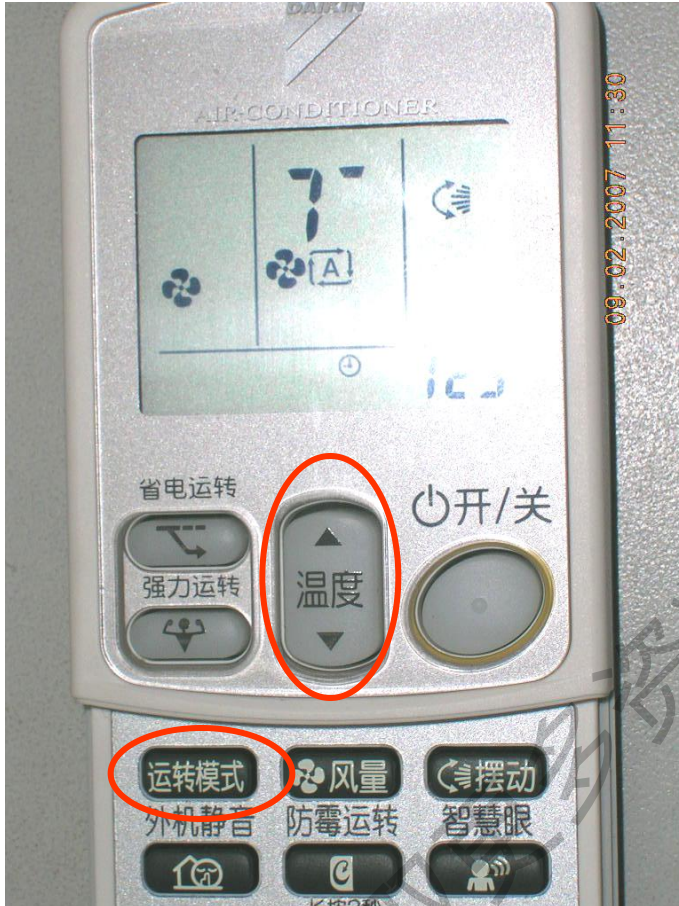 DAIKIN
AIR-CONDITIONER
09.02.2007 11:30
A
省电运转
开/关
强力运转
温度
运转模式
风量
摆动
外机静音
防霉运转
智慧眼